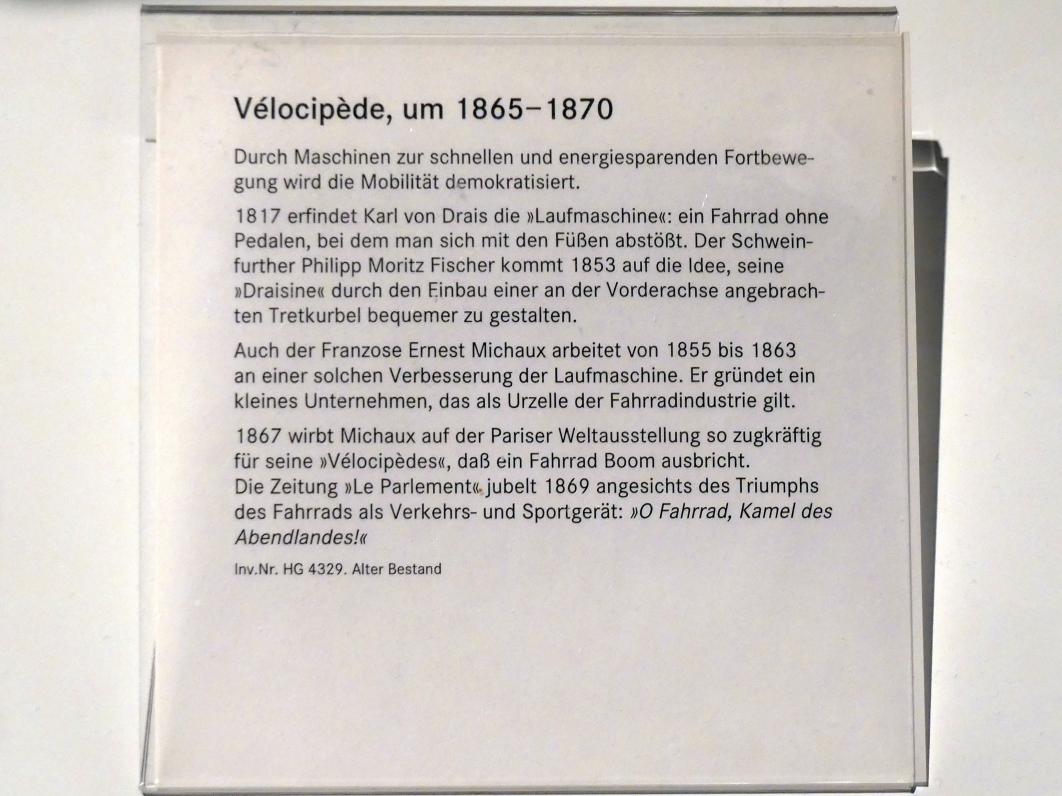 Vélocipède, um 1865–1870
Durch Maschinen zur schnellen und energiesparenden Fortbewe-
gung wird die Mobilität demokratisiert.
1817 erfindet Karl von Drais die »Laufmaschine«: ein Fahrrad ohne
Pedalen, bei dem man sich mit den Füßen abstößt. Der Schwein-
further Philipp Moritz Fischer kommt 1853 auf die Idee, seine
»Draisine« durch den Einbau einer an der Vorderachse angebrach-
ten Tretkurbel bequemer zu gestalten.
Auch der Franzose Ernest Michaux arbeitet von 1855 bis 1863
an einer solchen Verbesserung der Laufmaschine. Er gründet ein
kleines Unternehmen, das als Urzelle der Fahrradindustrie gilt.
1867 wirbt Michaux auf der Pariser Weltausstellung so zugkräftig
für seine »Vélocipèdes«, daß ein Fahrrad Boom ausbricht.
Die Zeitung »Le Parlement« jubelt 1869 angesichts des Triumphs
des Fahrrads als Verkehrs- und Sportgerät: »O Fahrrad, Kamel des
Abendlandes!«
Inv.Nr. HG 4329. Alter Bestand